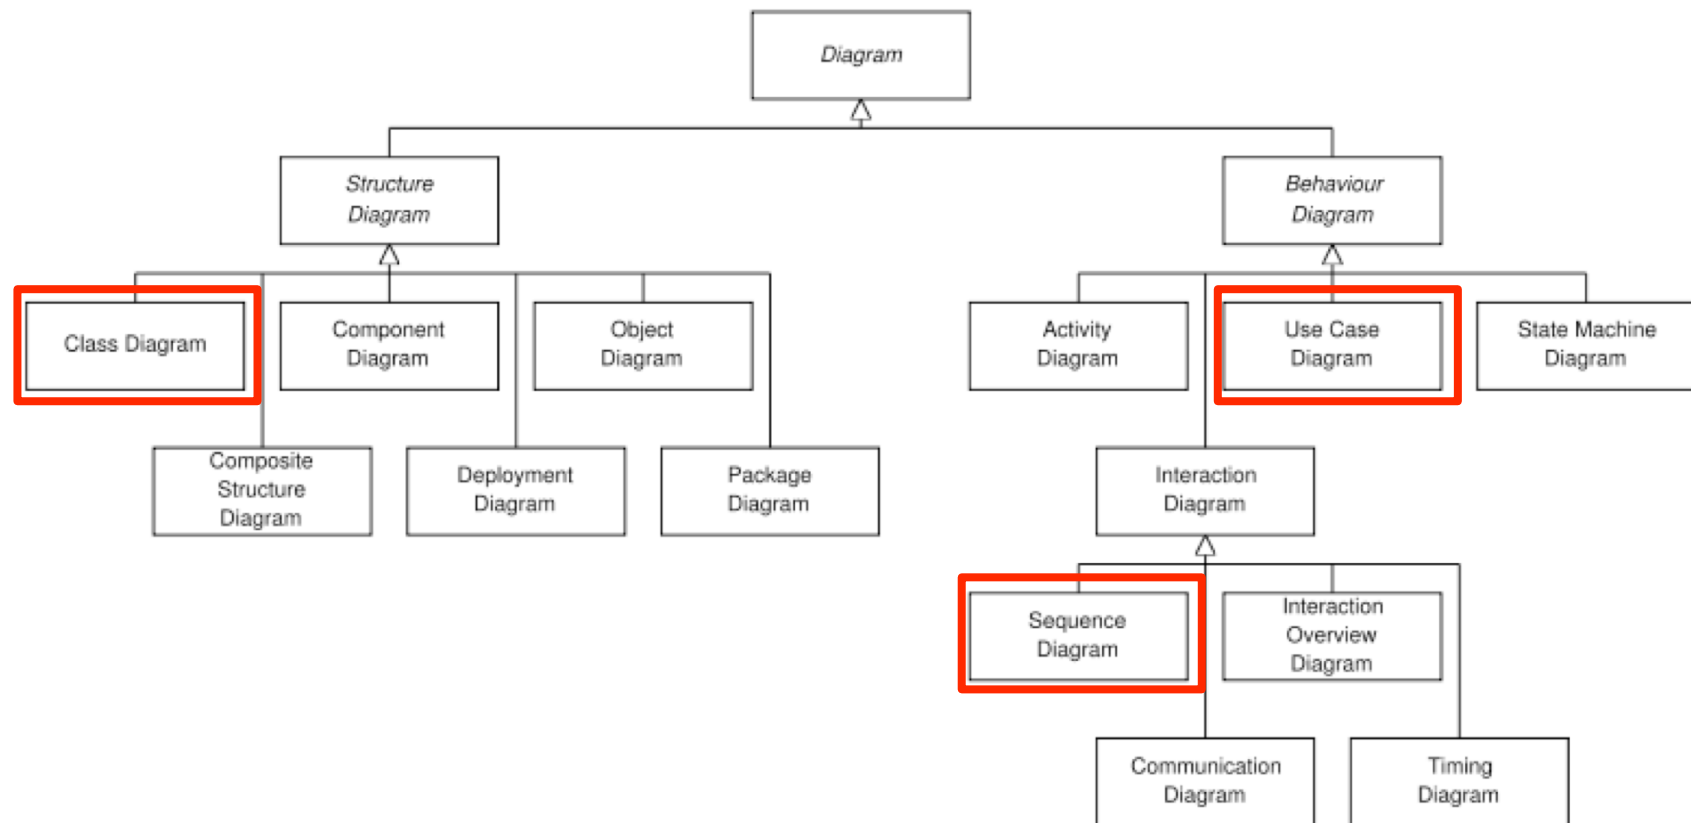 Diagram
Structure
Diagram
Behaviour
Diagram
Class Diagram
Component
Diagram
Object
Diagram
Activity
Diagram
Use Case
Diagram
State Machine
Diagram
Composite
Structure
Diagram
Deployment
Diagram
Package
Diagram
Interaction
Diagram
Sequence
Diagram
Interaction
Overview
Diagram
Communication
Diagram
Timing
Diagram